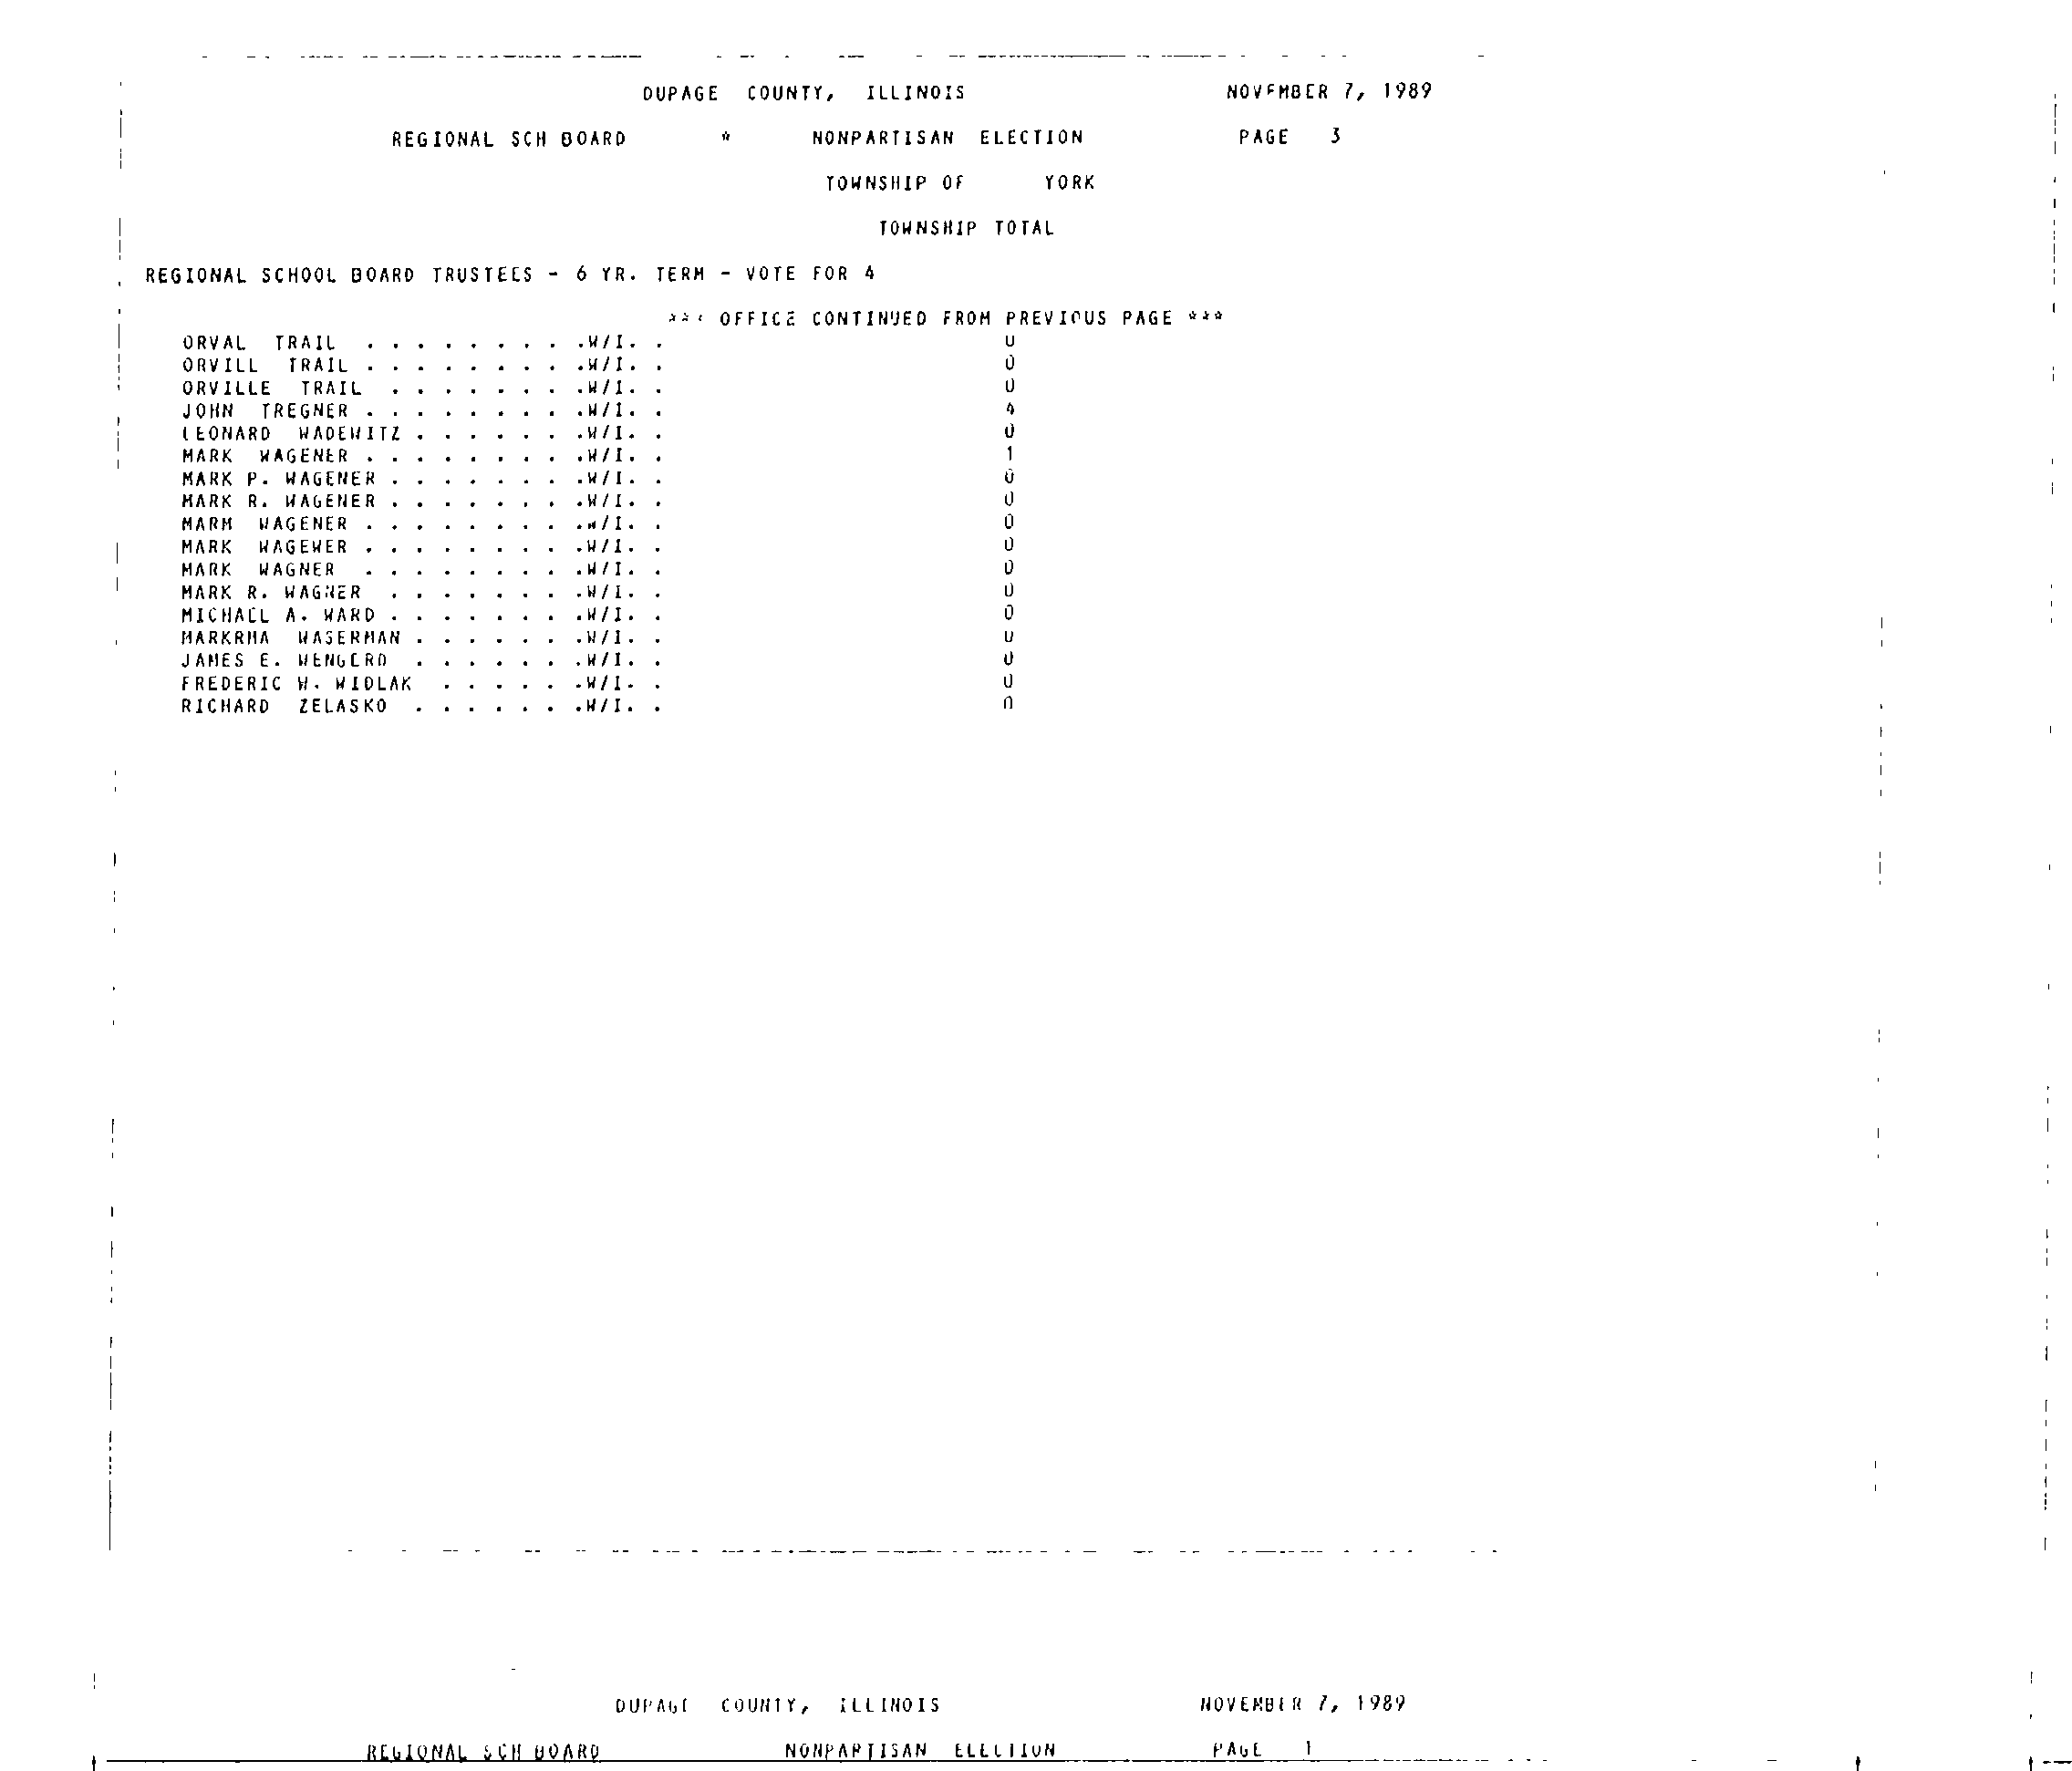 DUPAGE COUNTY, ILLINOIS NOVEMBER 7, 1989
REGIONAL SCH BOARD * NONPARTISAN ELECTION PAGE 3
TOWNSHIP OF YORK
TOWNSHIP TOTAL
REGIONAL SCHOOL BOARD TRUSTEES - 6 YR. TERM - VOTE FOR 4
*** OFFICE CONTINUED FROM PREVIOUS PAGE ***
ORVAL TRAIL . . . . . . . . .W/I. . 0
ORVILL TRAIL . . . . . . . . .W/I. . 0
ORVILLE TRAIL . . . . . . . .W/I. . 0
JOHN TREGNER . . . . . . . . .W/I. . 4
LEONARD WADEWITZ . . . . . . .W/I. . 0
MARK WAGENER . . . . . . . . .W/I. . 1
MARK P. WAGENER . . . . . . . .W/I. . 0
MARK R. WAGENER . . . . . . . .W/I. . 0
MARM WAGENER . . . . . . . . .W/I. . 0
MARK WAGEWER . . . . . . . . .W/I. . 0
MARK WAGNER . . . . . . . . .W/I. . 0
MARK R. WAGNER . . . . . . . .W/I. . 0
MICHAEL A. WARD . . . . . . . .W/I. . 0
MARKRMA WASERMAN . . . . . . .W/I. . 0
JAMES E. WENGERD . . . . . . .W/I. . 0
FREDERIC W. WIDLAK . . . . . .W/I. . 0
RICHARD ZELASKO . . . . . . .W/I. . 0
DUPAGE COUNTY, ILLINOIS NOVEMBER 7, 1989
REGIONAL SCH BOARD NONPARTISAN ELECTION PAGE 1